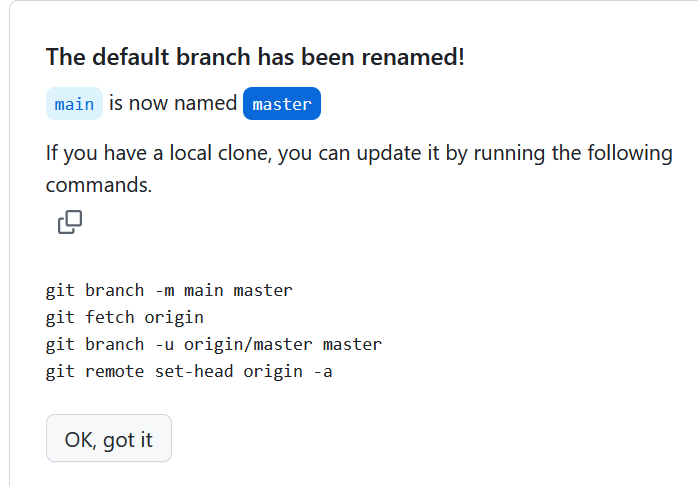 The default branch has been renamed!
main is now named master
If you have a local clone, you can update it by running the following
commands.
git branch -m main master
git fetch origin
git branch -u origin/master master
git remote set-head origin -a
OK, got it